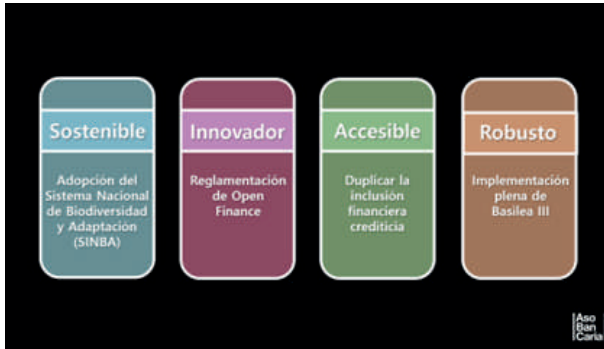 Sostenible
Adopción del
Sistema Nacional
de Biodiversidad
y Adaptación
(SINBA)
Innovador
Reglamentación
de Open
Finance
Accesible
Duplicar la
inclusión
financiera
crediticia
Robusto
Implementación
plena de
Basilea III
Aso
Ban
Caria